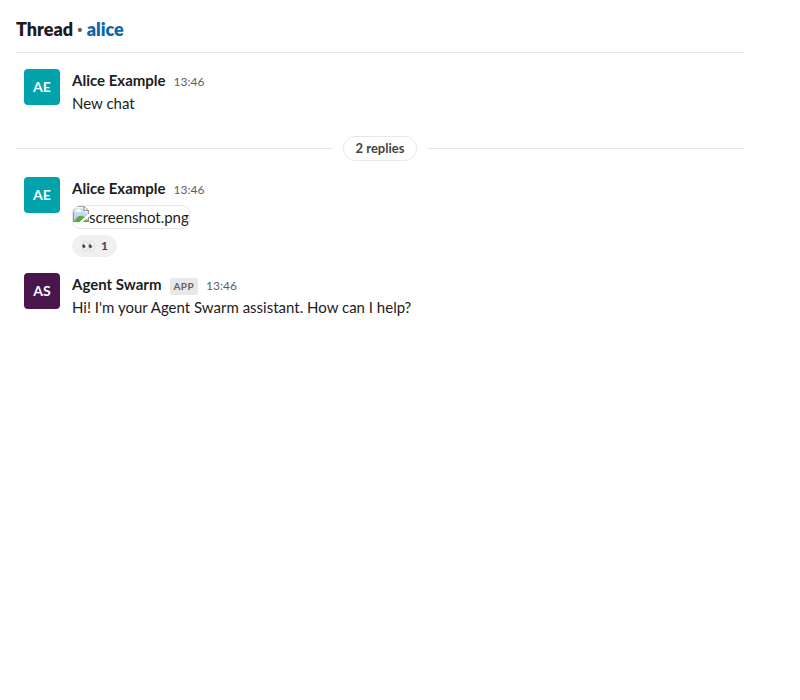 Thread • alice
AE
Alice Example 13:46
New chat
2 replies
AE
Alice Example 13:46
screenshot.png
👀 1
AS
Agent Swarm APP 13:46
Hi! I'm your Agent Swarm assistant. How can I help?